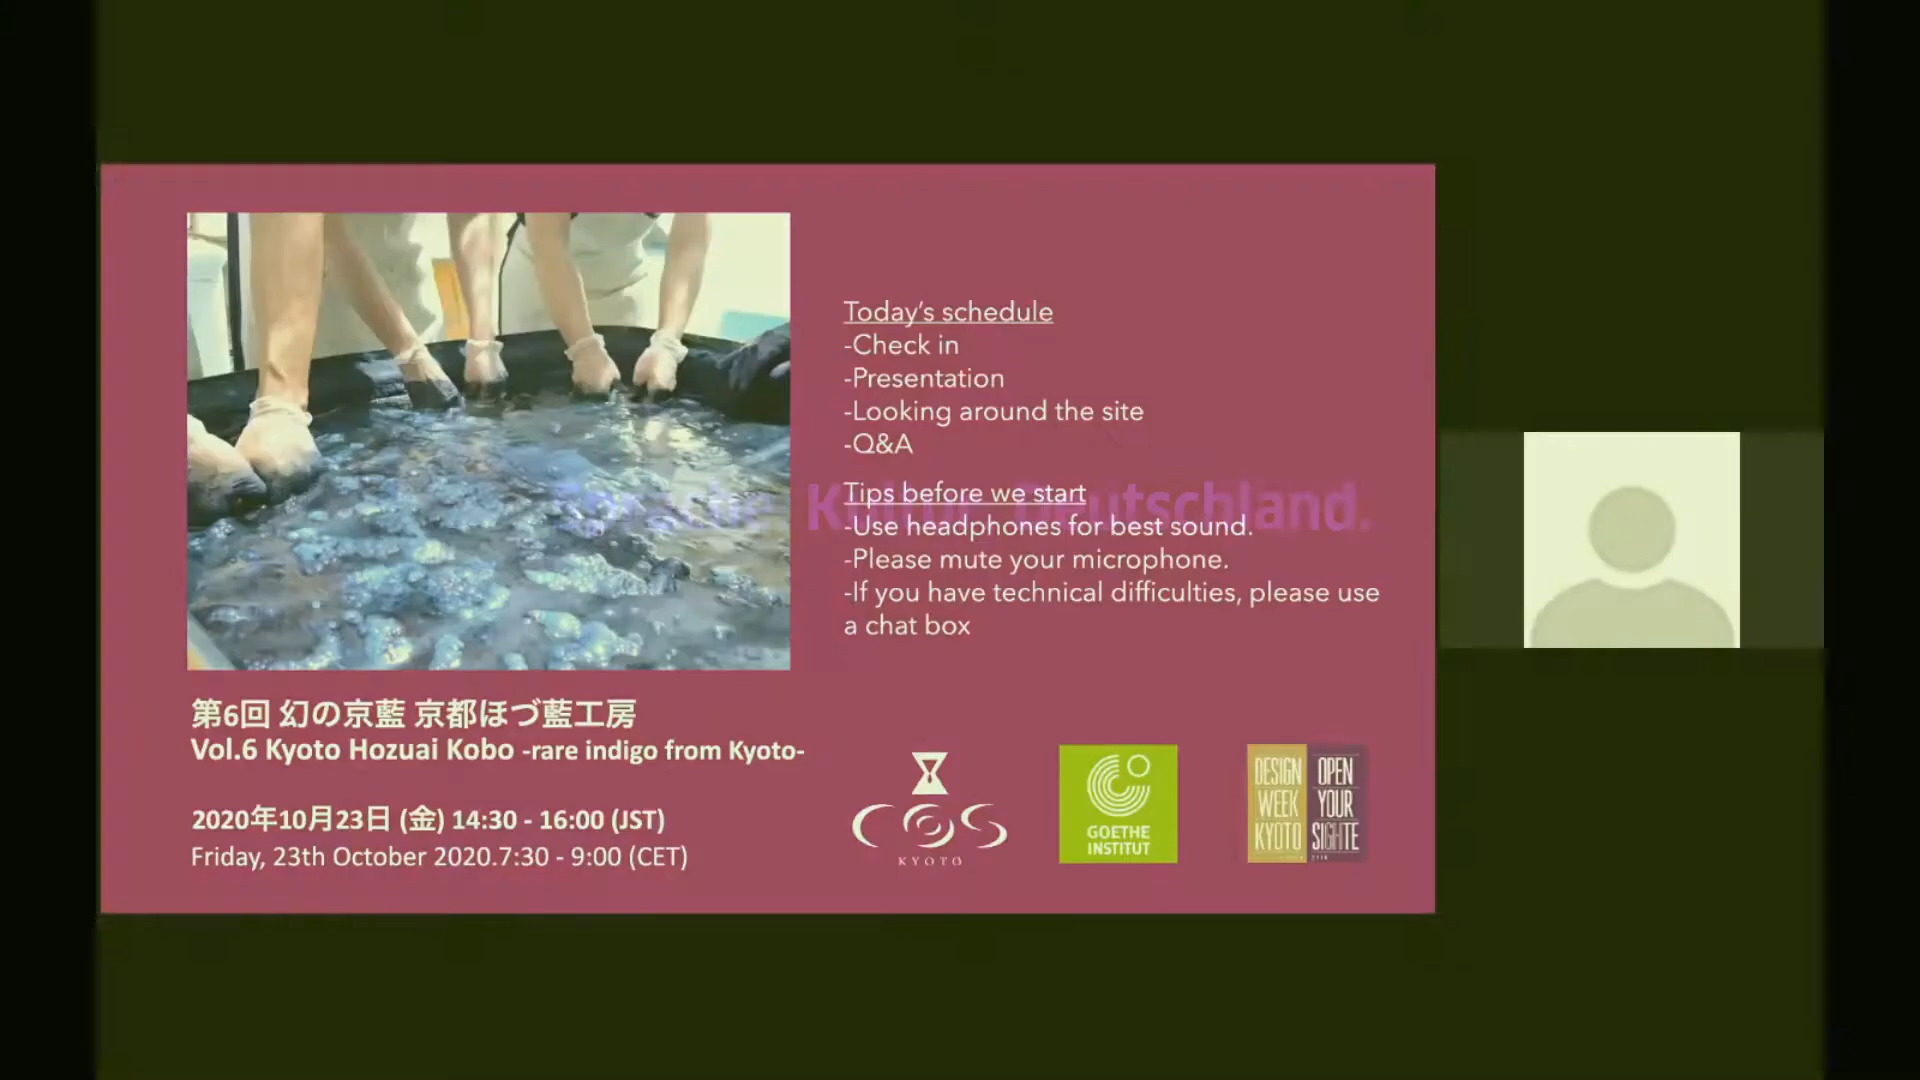 Today's schedule
-Check in
-Presentation
-Looking around the site
-Q&A
Tips before we start
-Use headphones for best sound.
-Please mute your microphone.
-If you have technical difficulties, please use
a chat box
Sprache. Kultur. Deutschland.
第6回 幻の京藍 京都ほづ藍工房
Vol.6 Kyoto Hozuai Kobo -rare indigo from Kyoto-
2020年10月23日 (金) 14:30 - 16:00 (JST)
Friday, 23th October 2020.7:30 - 9:00 (CET)
COS
KYOTO
GOETHE
INSTITUT
DESIGN
WEEK
KYOTO
OPEN
YOUR
SIGHTE